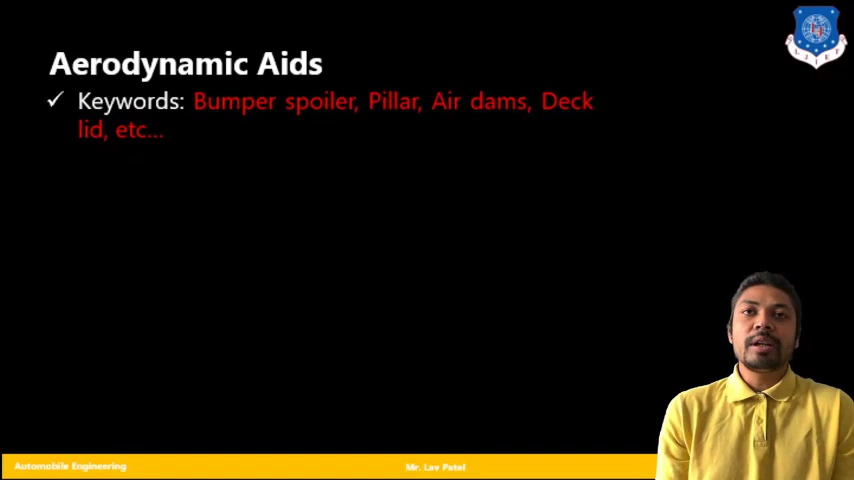 Aerodynamic Aids
✓ Keywords: Bumper spoiler, Pillar, Air dams, Deck
lid, etc...
Automobile Engineering
Mr. Lav Patel